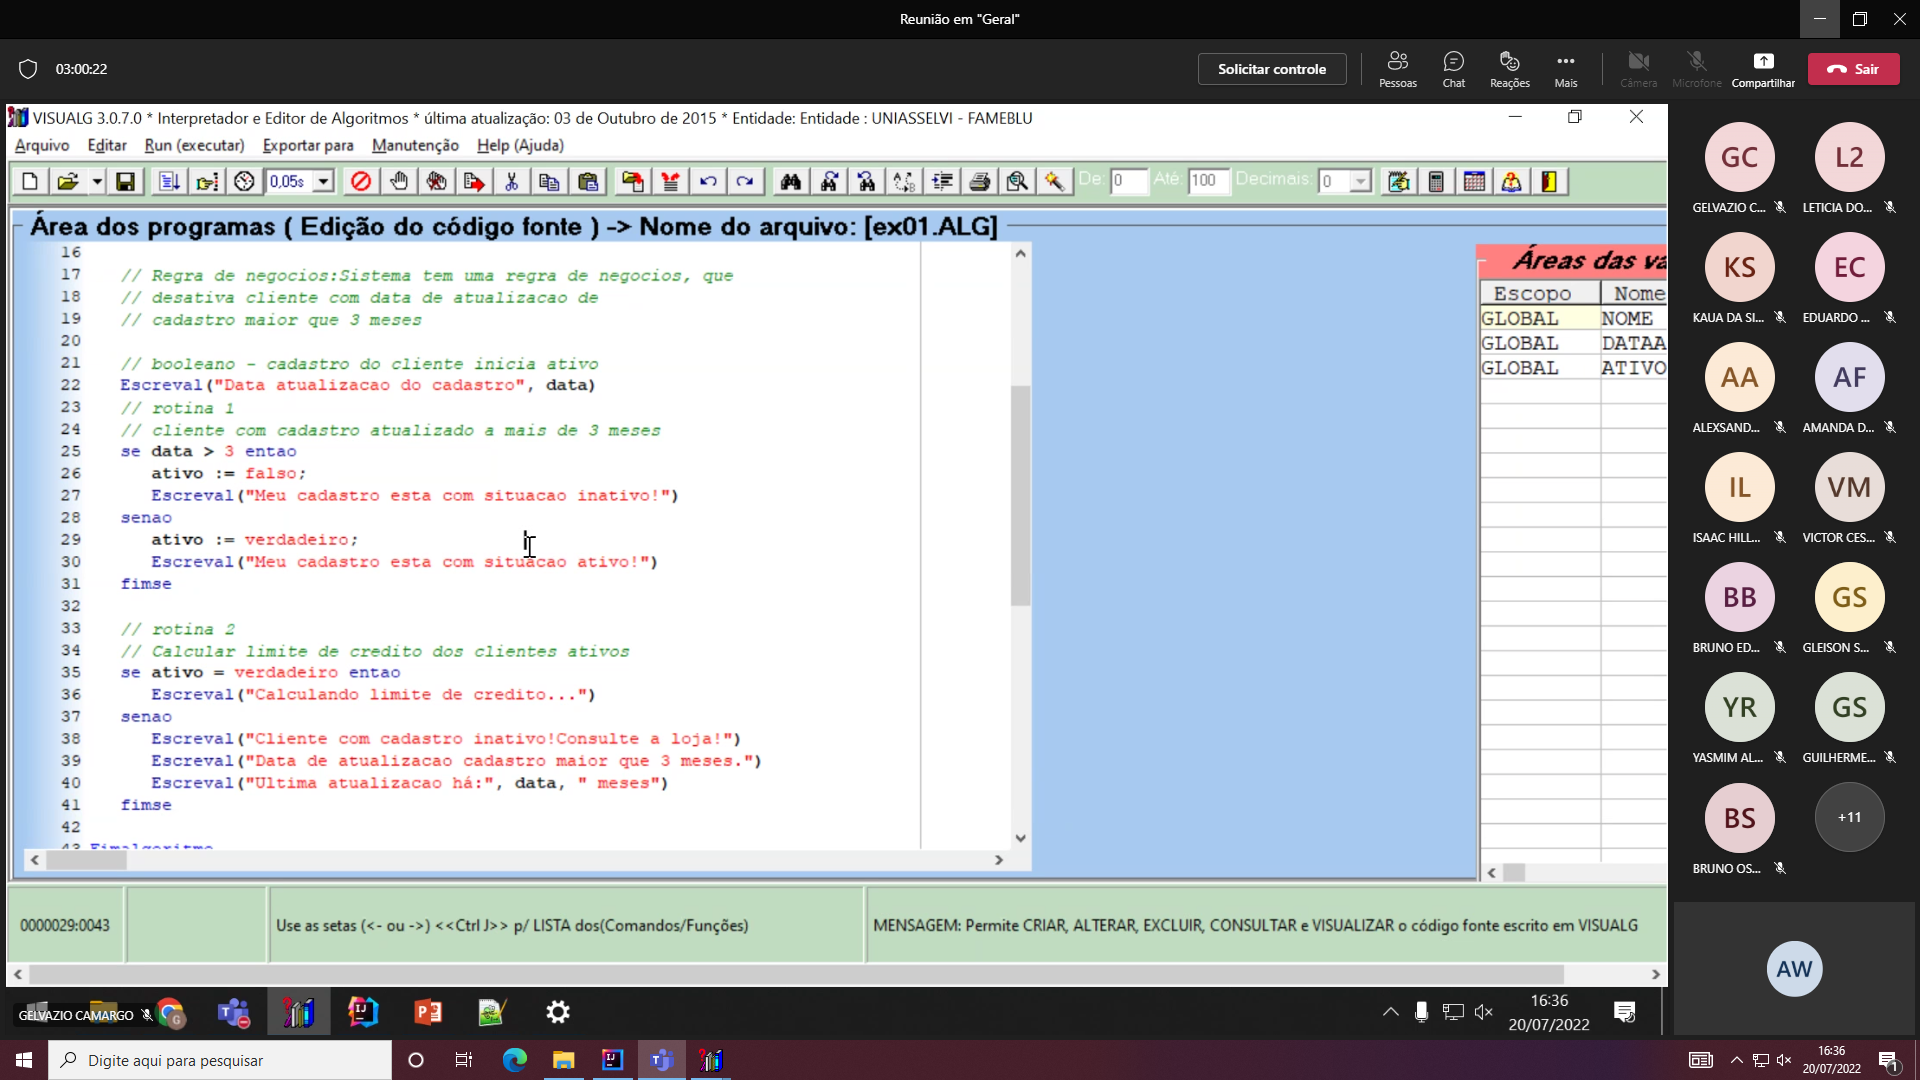 Reunião em "Geral"
03:00:22
Solicitar controle
Pessoas
Chat
Reações
Mais
Câmera
Microfone
Compartilhar
Sair
VISUALG 3.0.7.0 * Interpretador e Editor de Algoritmos * última atualização: 03 de Outubro de 2015 * Entidade: Entidade : UNIASSELVI - FAMEBLU
Arquivo Editar Run (executar) Exportar para Manutenção Help (Ajuda)
0,05s De: 0 Até: 100 Decimais: 0
Área dos programas ( Edição do código fonte ) -> Nome do arquivo: [ex01.ALG]
16
17 // Regra de negocios:Sistema tem uma regra de negocios, que
18 // desativa cliente com data de atualizacao de
19 // cadastro maior que 3 meses
20
21 // booleano - cadastro do cliente inicia ativo
22 Escreval("Data atualizacao do cadastro", data)
23 // rotina 1
24 // cliente com cadastro atualizado a mais de 3 meses
25 se data > 3 entao
26 ativo := falso;
27 Escreval("Meu cadastro esta com situacao inativo!")
28 senao
29 ativo := verdadeiro;
30 Escreval("Meu cadastro esta com situacao ativo!")
31 fimse
32
33 // rotina 2
34 // Calcular limite de credito dos clientes ativos
35 se ativo = verdadeiro entao
36 Escreval("Calculando limite de credito...")
37 senao
38 Escreval("Cliente com cadastro inativo!Consulte a loja!")
39 Escreval("Data de atualizacao cadastro maior que 3 meses.")
40 Escreval("Ultima atualizacao há:", data, " meses")
41 fimse
42
43 Fimalgoritmo
Áreas das va
Escopo Nome
GLOBAL NOME
GLOBAL DATAA
GLOBAL ATIVO
0000029:0043
Use as setas (<- ou ->) <<Ctrl J>> p/ LISTA dos(Comandos/Funções)
MENSAGEM: Permite CRIAR, ALTERAR, EXCLUIR, CONSULTAR e VISUALIZAR o código fonte escrito em VISUALG
GC L2
GELVAZIO C... LETICIA DO...
KS EC
KAUA DA SI... EDUARDO ...
AA AF
ALEXSAND... AMANDA D...
IL VM
ISAAC HILL... VICTOR CES...
BB GS
BRUNO ED... GLEISON S...
YR GS
YASMIM AL... GUILHERME...
BS +11
BRUNO OS...
AW
GELVAZIO CAMARGO
16:36
20/07/2022
Digite aqui para pesquisar
16:36
20/07/2022
1